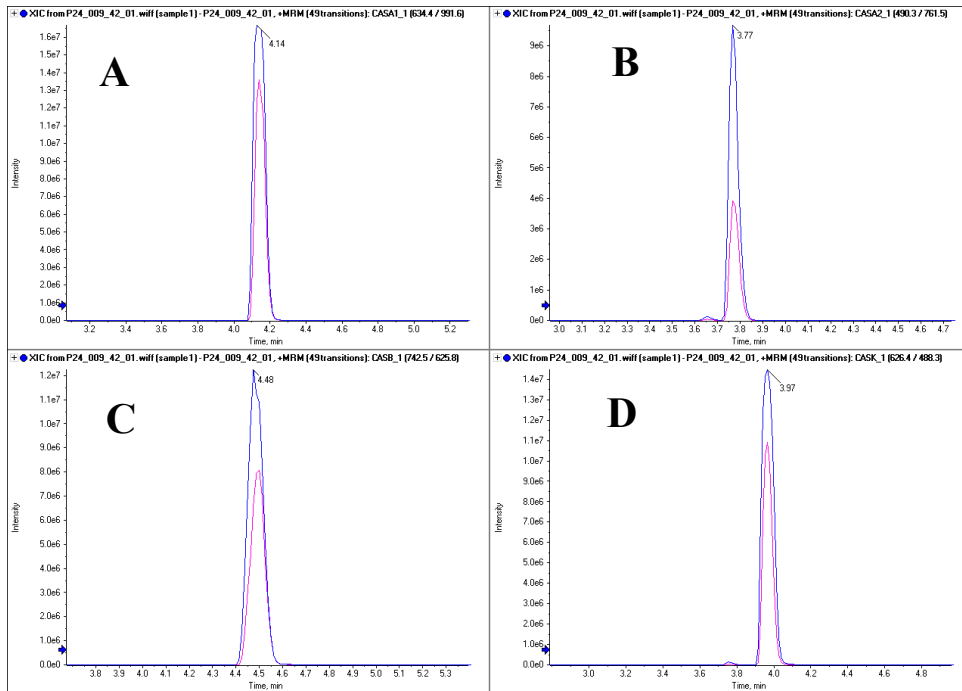 XIC from P24_009_42_01.wiff (sample1) - P24_009_42_01, +MRM (49transitions): CASA1_1 (634.4 / 991.6)
A
4.14
Intensity
1.6e7
1.5e7
1.4e7
1.3e7
1.2e7
1.1e7
1.0e7
9.0e6
8.0e6
7.0e6
6.0e6
5.0e6
4.0e6
3.0e6
2.0e6
1.0e6
0.0e0
3.2 3.4 3.6 3.8 4.0 4.2 4.4 4.6 4.8 5.0 5.2
Time, min
XIC from P24_009_42_01.wiff (sample1) - P24_009_42_01, +MRM (49transitions): CASA2_1 (490.3 / 761.5)
B
3.77
Intensity
9e6
8e6
7e6
6e6
5e6
4e6
3e6
2e6
1e6
0e0
3.0 3.1 3.2 3.3 3.4 3.5 3.6 3.7 3.8 3.9 4.0 4.1 4.2 4.3 4.4 4.5 4.6 4.7
Time, min
XIC from P24_009_42_01.wiff (sample1) - P24_009_42_01, +MRM (49transitions): CASB_1 (742.5 / 625.8)
C
4.48
Intensity
1.2e7
1.1e7
1.0e7
9.0e6
8.0e6
7.0e6
6.0e6
5.0e6
4.0e6
3.0e6
2.0e6
1.0e6
0.0e0
3.8 3.9 4.0 4.1 4.2 4.3 4.4 4.5 4.6 4.7 4.8 4.9 5.0 5.1 5.2 5.3
Time, min
XIC from P24_009_42_01.wiff (sample1) - P24_009_42_01, +MRM (49transitions): CASK_1 (626.4 / 488.3)
D
3.97
Intensity
1.4e7
1.3e7
1.2e7
1.1e7
1.0e7
9.0e6
8.0e6
7.0e6
6.0e6
5.0e6
4.0e6
3.0e6
2.0e6
1.0e6
0.0e0
3.0 3.2 3.4 3.6 3.8 4.0 4.2 4.4 4.6 4.8
Time, min